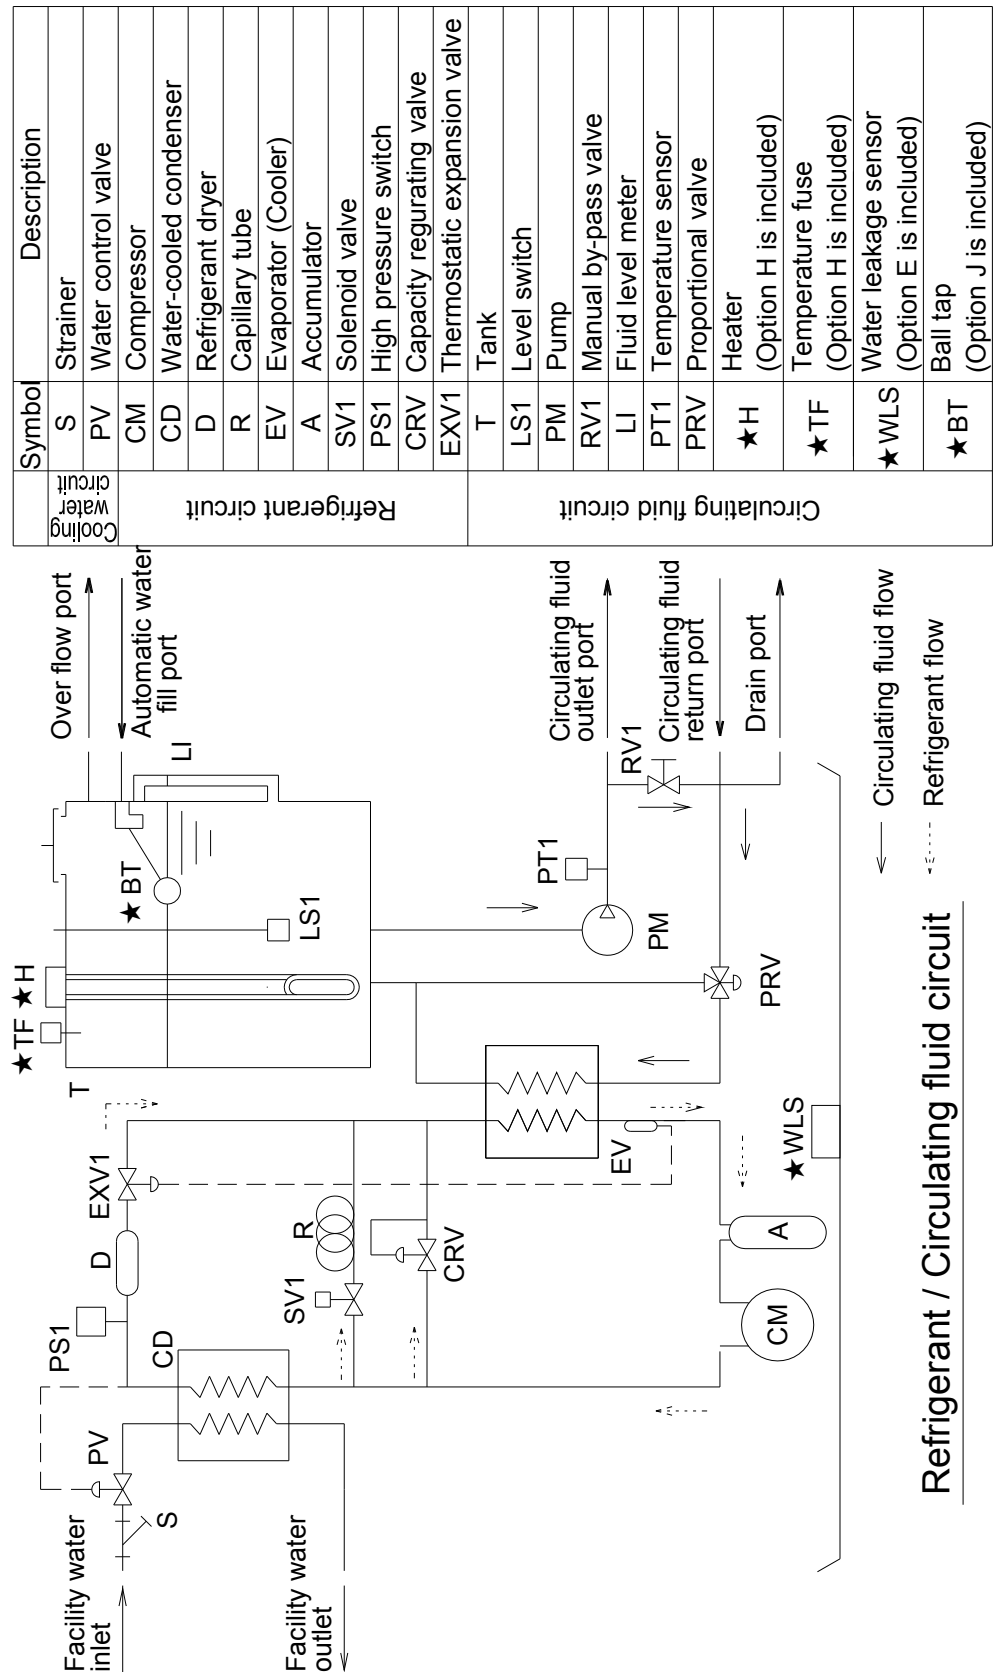 Facility water
inlet
Facility water
outlet
S
PV
PS1
CD
D
EXV1
SV1
R
CRV
CM
A
EV
★WLS
T
★TF ★H
★BT
LS1
LI
PT1
PM
PRV
RV1
Over flow port
Automatic water
fill port
Circulating fluid
outlet port
Circulating fluid
return port
Drain port
Circulating fluid flow
Refrigerant flow
Refrigerant / Circulating fluid circuit
Symbol Description
Cooling
water
circuit
S Strainer
PV Water control valve
Refrigerant circuit
CM Compressor
CD Water-cooled condenser
D Refrigerant dryer
R Capillary tube
EV Evaporator (Cooler)
A Accumulator
SV1 Solenoid valve
PS1 High pressure switch
CRV Capacity regurating valve
EXV1 Thermostatic expansion valve
Circulating fluid circuit
T Tank
LS1 Level switch
PM Pump
RV1 Manual by-pass valve
LI Fluid level meter
PT1 Temperature sensor
PRV Proportional valve
★H Heater
(Option H is included)
★TF Temperature fuse
(Option H is included)
★WLS Water leakage sensor
(Option E is included)
★BT Ball tap
(Option J is included)